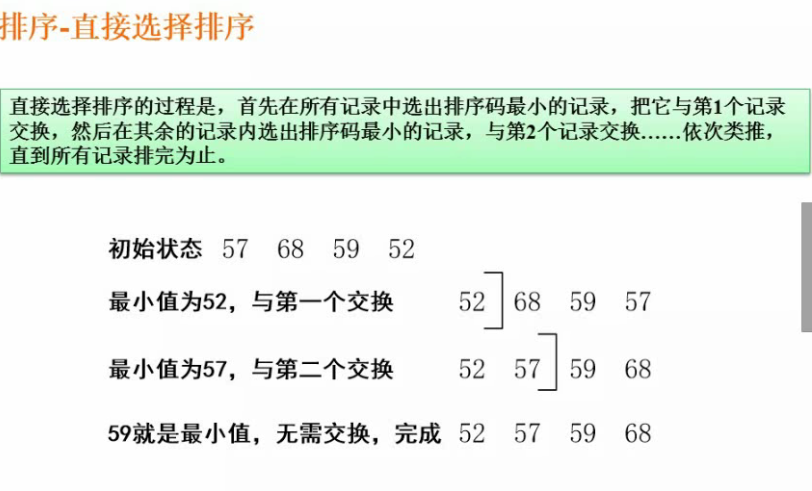 排序-直接选择排序
直接选择排序的过程是，首先在所有记录中选出排序码最小的记录，把它与第1个记录
交换，然后在其余的记录内选出排序码最小的记录，与第2个记录交换……依次类推，
直到所有记录排完为止。
初始状态 57 68 59 52
最小值为52，与第一个交换 52 68 59 57
最小值为57，与第二个交换 52 57 59 68
59就是最小值，无需交换，完成 52 57 59 68